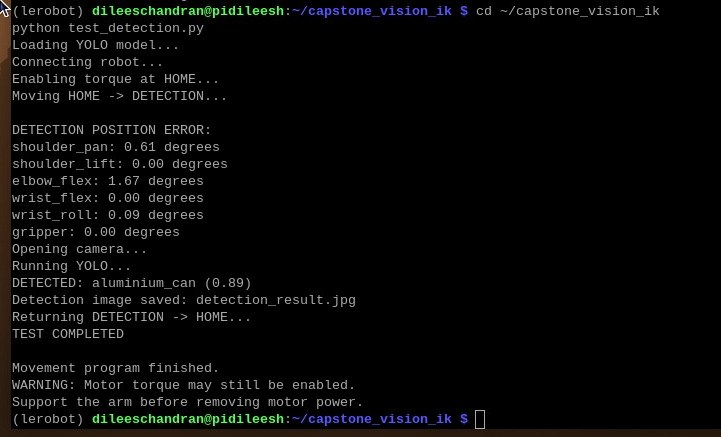 (lerobot) dileeschandran@pidileesh:~/capstone_vision_ik $ cd ~/capstone_vision_ik
python test_detection.py
Loading YOLO model...
Connecting robot...
Enabling torque at HOME...
Moving HOME -> DETECTION...

DETECTION POSITION ERROR:
shoulder_pan: 0.61 degrees
shoulder_lift: 0.00 degrees
elbow_flex: 1.67 degrees
wrist_flex: 0.00 degrees
wrist_roll: 0.09 degrees
gripper: 0.00 degrees
Opening camera...
Running YOLO...
DETECTED: aluminium_can (0.89)
Detection image saved: detection_result.jpg
Returning DETECTION -> HOME...
TEST COMPLETED

Movement program finished.
WARNING: Motor torque may still be enabled.
Support the arm before removing motor power.
(lerobot) dileeschandran@pidileesh:~/capstone_vision_ik $